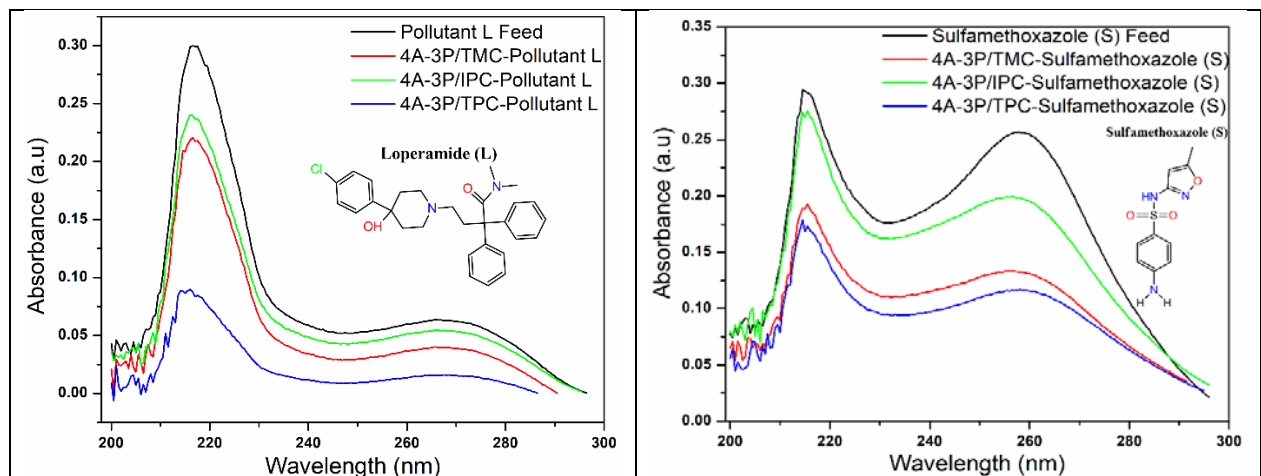 Pollutant L Feed
4A-3P/TMC-Pollutant L
4A-3P/IPC-Pollutant L
4A-3P/TPC-Pollutant L
Loperamide (L)
Cl
OH
N
O
N
Absorbance (a.u)
0.30
0.25
0.20
0.15
0.10
0.05
0.00
200
220
240
260
280
300
Wavelength (nm)
Sulfamethoxazole (S) Feed
4A-3P/TMC-Sulfamethoxazole (S)
4A-3P/IPC-Sulfamethoxazole (S)
4A-3P/TPC-Sulfamethoxazole (S)
Sulfamethoxazole (S)
O
HN
N
O
S
O
N
H
H
Absorbance (a.u)
0.35
0.30
0.25
0.20
0.15
0.10
0.05
0.00
200
220
240
260
280
300
Wavelength (nm)